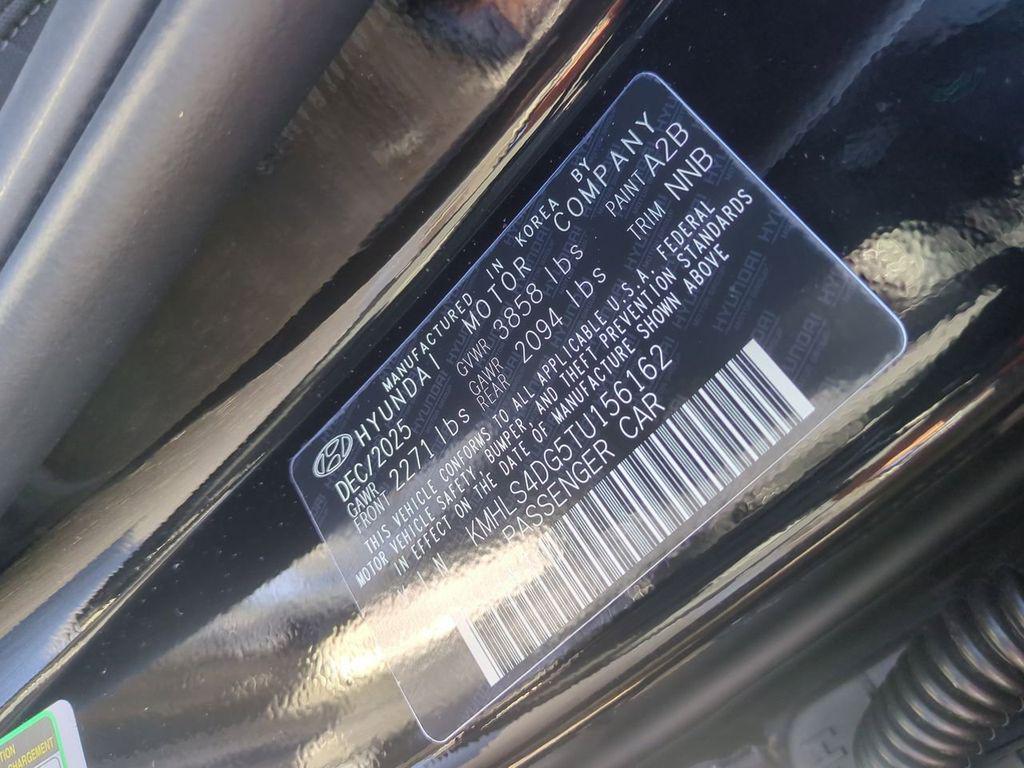 MANUFACTURED IN KOREA BY
HYUNDAI MOTOR COMPANY
DEC/2025 GVWR 3858 lbs PAINT A2B
GAWR FRONT 2271 lbs GAWR REAR 2094 lbs TRIM NNB
THIS VEHICLE CONFORMS TO ALL APPLICABLE U.S.A. FEDERAL
MOTOR VEHICLE SAFETY, BUMPER, AND THEFT PREVENTION STANDARDS
IN EFFECT ON THE DATE OF MANUFACTURE SHOWN ABOVE
KMHLS4DG5TU156162
PASSENGER CAR
CHARGEMENT